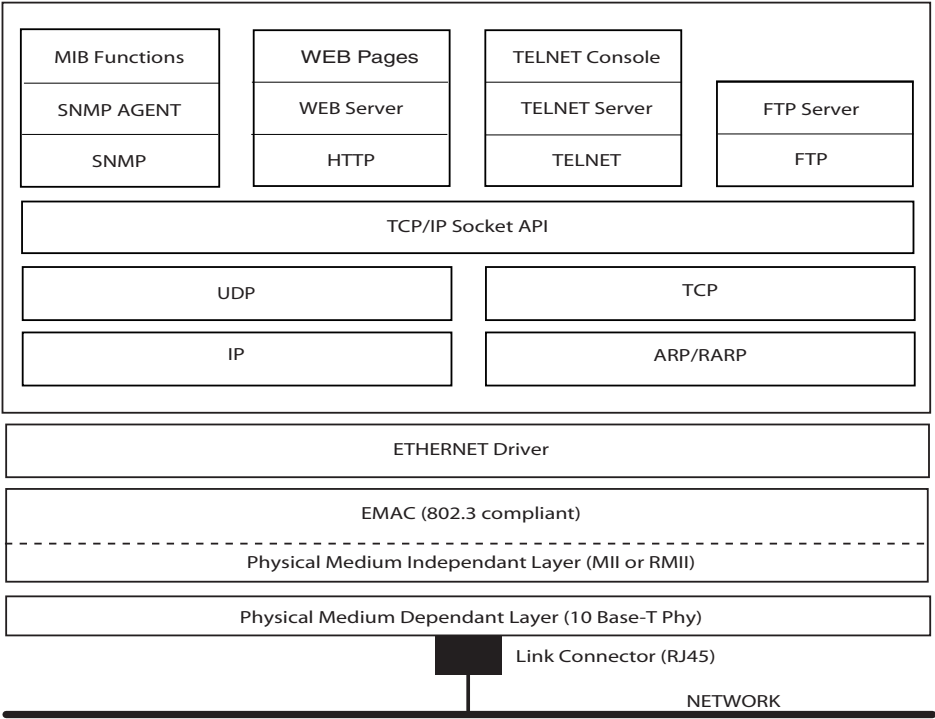 MIB Functions
SNMP AGENT
SNMP
WEB Pages
WEB Server
HTTP
TELNET Console
TELNET Server
TELNET
FTP Server
FTP
TCP/IP Socket API
UDP
TCP
IP
ARP/RARP
ETHERNET Driver
EMAC (802.3 compliant)
Physical Medium Independant Layer (MII or RMII)
Physical Medium Dependant Layer (10 Base-T Phy)
Link Connector (RJ45)
NETWORK